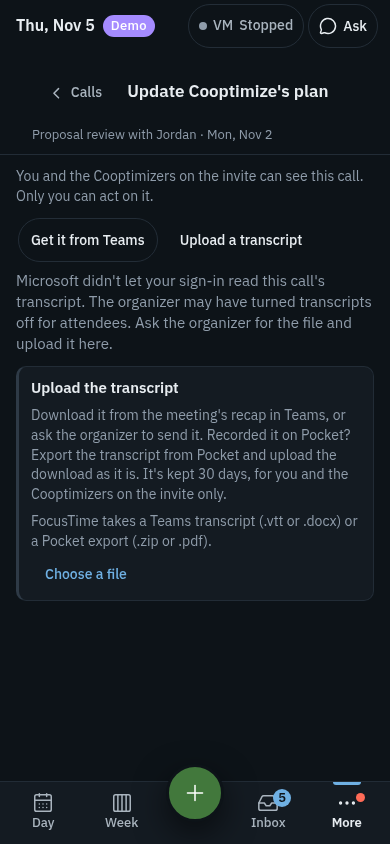 Thu, Nov 5 Demo VM Stopped Ask
Calls Update Cooptimize's plan
Proposal review with Jordan · Mon, Nov 2
You and the Cooptimizers on the invite can see this call.
Only you can act on it.
Get it from Teams Upload a transcript
Microsoft didn't let your sign-in read this call's
transcript. The organizer may have turned transcripts
off for attendees. Ask the organizer for the file and
upload it here.
Upload the transcript
Download it from the meeting's recap in Teams, or
ask the organizer to send it. Recorded it on Pocket?
Export the transcript from Pocket and upload the
download as it is. It's kept 30 days, for you and the
Cooptimizers on the invite only.
FocusTime takes a Teams transcript (.vtt or .docx) or
a Pocket export (.zip or .pdf).
Choose a file
5
Day Week Inbox More